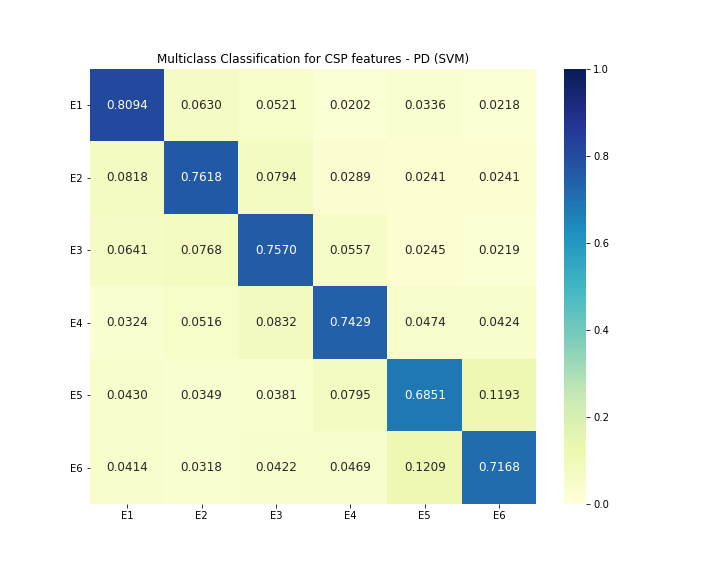 Multiclass Classification for CSP features - PD (SVM)
E1 0.8094 0.0630 0.0521 0.0202 0.0336 0.0218
E2 0.0818 0.7618 0.0794 0.0289 0.0241 0.0241
E3 0.0641 0.0768 0.7570 0.0557 0.0245 0.0219
E4 0.0324 0.0516 0.0832 0.7429 0.0474 0.0424
E5 0.0430 0.0349 0.0381 0.0795 0.6851 0.1193
E6 0.0414 0.0318 0.0422 0.0469 0.1209 0.7168
E1 E2 E3 E4 E5 E6
1.0
0.8
0.6
0.4
0.2
0.0